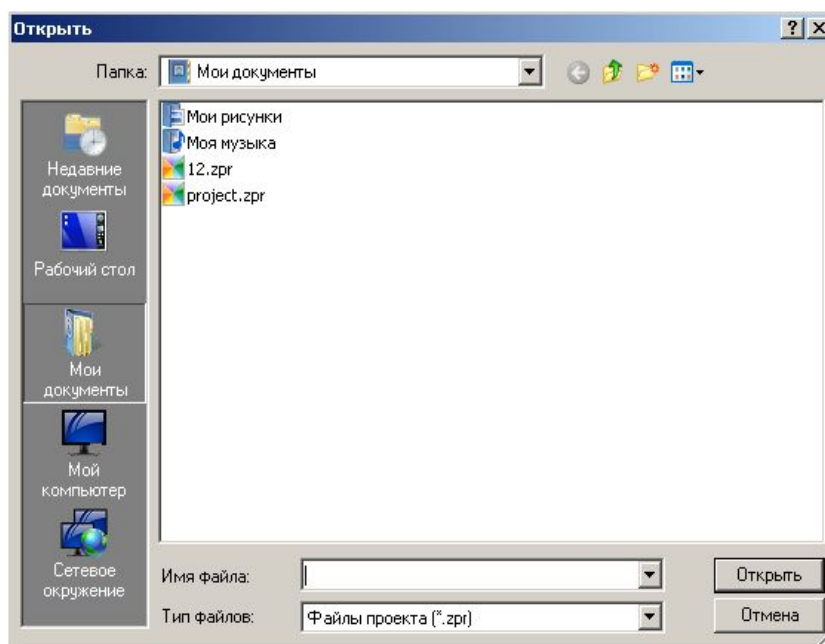 Открыть
Папка:
Мои документы
Недавние
документы
Рабочий стол
Мои
документы
Мой
компьютер
Сетевое
окружение
Мои рисунки
Моя музыка
12.zpr
project.zpr
Имя файла:
Открыть
Тип файлов:
Файлы проекта (*.zpr)
Отмена